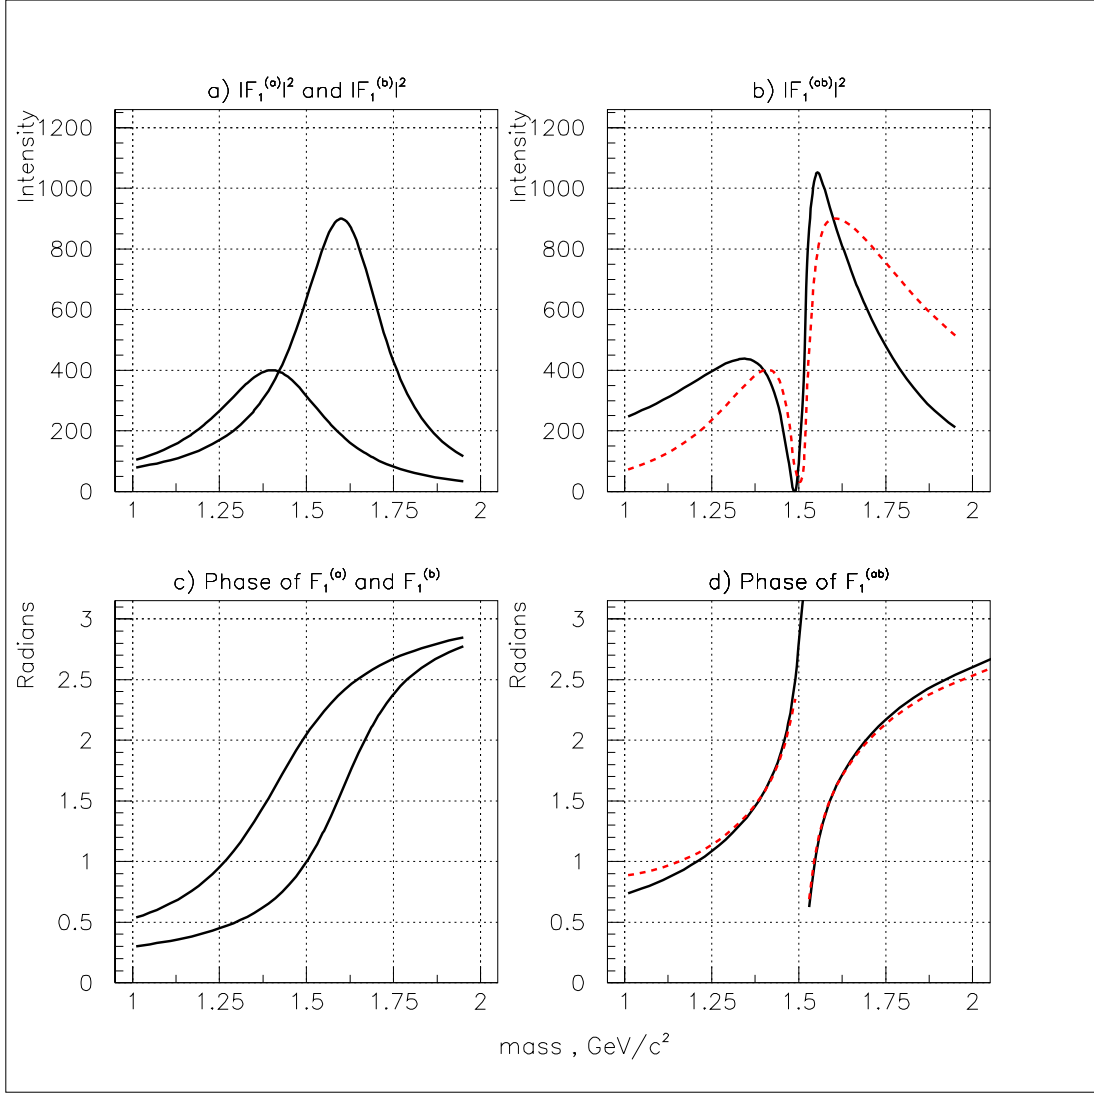 a) |F₁⁽ᵃ⁾|² and |F₁⁽ᵇ⁾|²
Intensity
1200
1000
800
600
400
200
0
1 1.25 1.5 1.75 2
b) |F₁⁽ᵃᵇ⁾|²
Intensity
1200
1000
800
600
400
200
0
1 1.25 1.5 1.75 2
c) Phase of F₁⁽ᵃ⁾ and F₁⁽ᵇ⁾
Radians
3
2.5
2
1.5
1
0.5
0
1 1.25 1.5 1.75 2
d) Phase of F₁⁽ᵃᵇ⁾
Radians
3
2.5
2
1.5
1
0.5
0
1 1.25 1.5 1.75 2
mass , GeV/c²